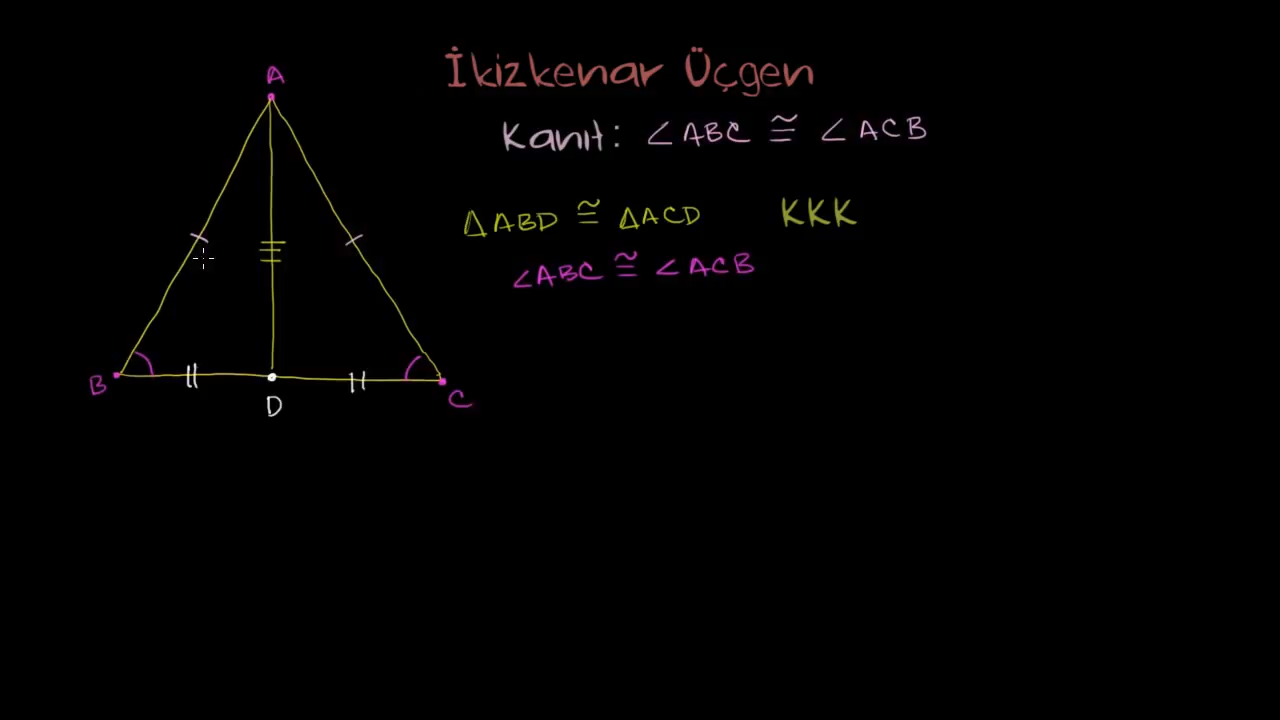 İkizkenar Üçgen
Kanıt: ∠ABC ≅ ∠ACB
ΔABD ≅ ΔACD KKK
∠ABC ≅ ∠ACB
A
B
D
C